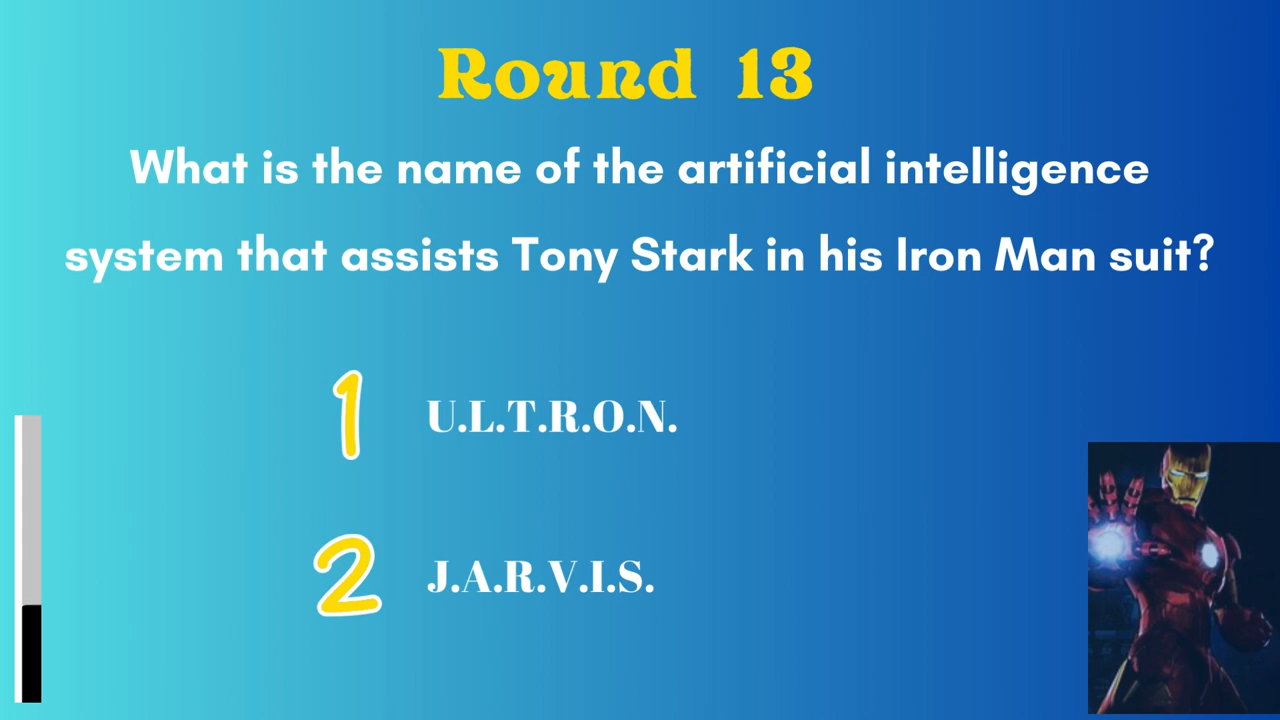 Round 13
What is the name of the artificial intelligence
system that assists Tony Stark in his Iron Man suit?
1 U.L.T.R.O.N.
2 J.A.R.V.I.S.